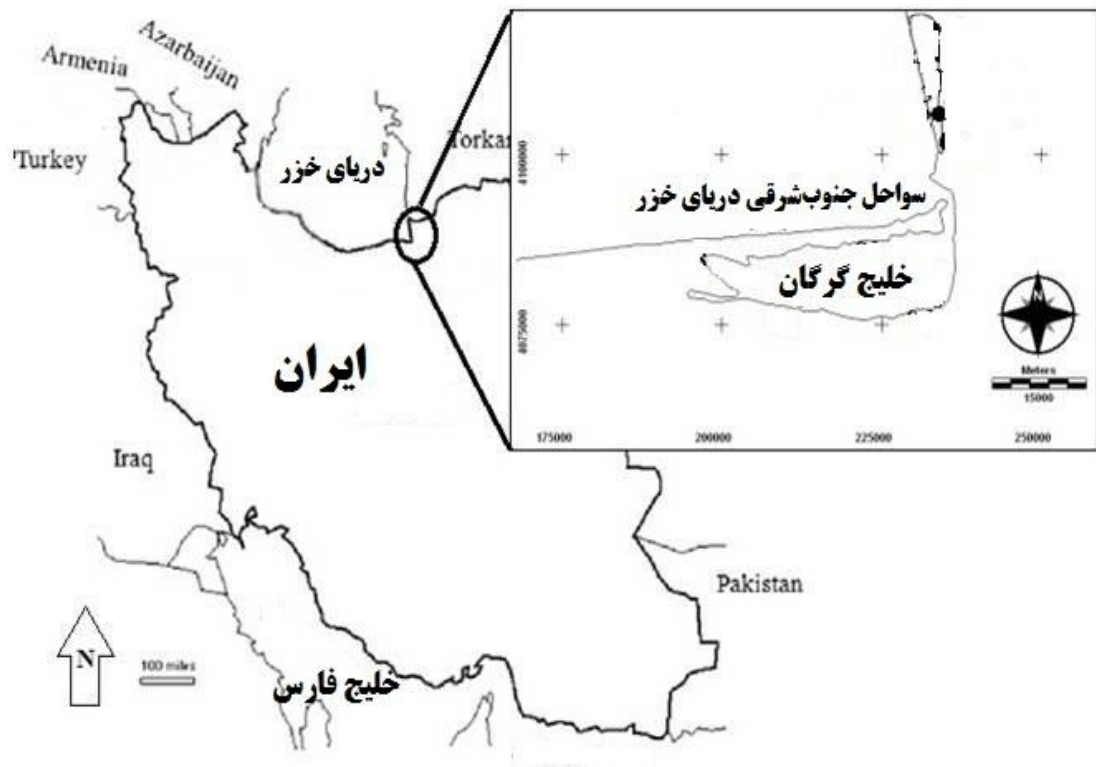 Azarbaijan
Armenia
'Turkey
Torkar
دریای خزر
ایران
Iraq
Pakistan
خلیج فارس
N
100 miles
4100000
4075000
سواحل جنوب‌شرقی دریای خزر
خلیج گرگان
N
Meters
15000
175000
200000
225000
250000